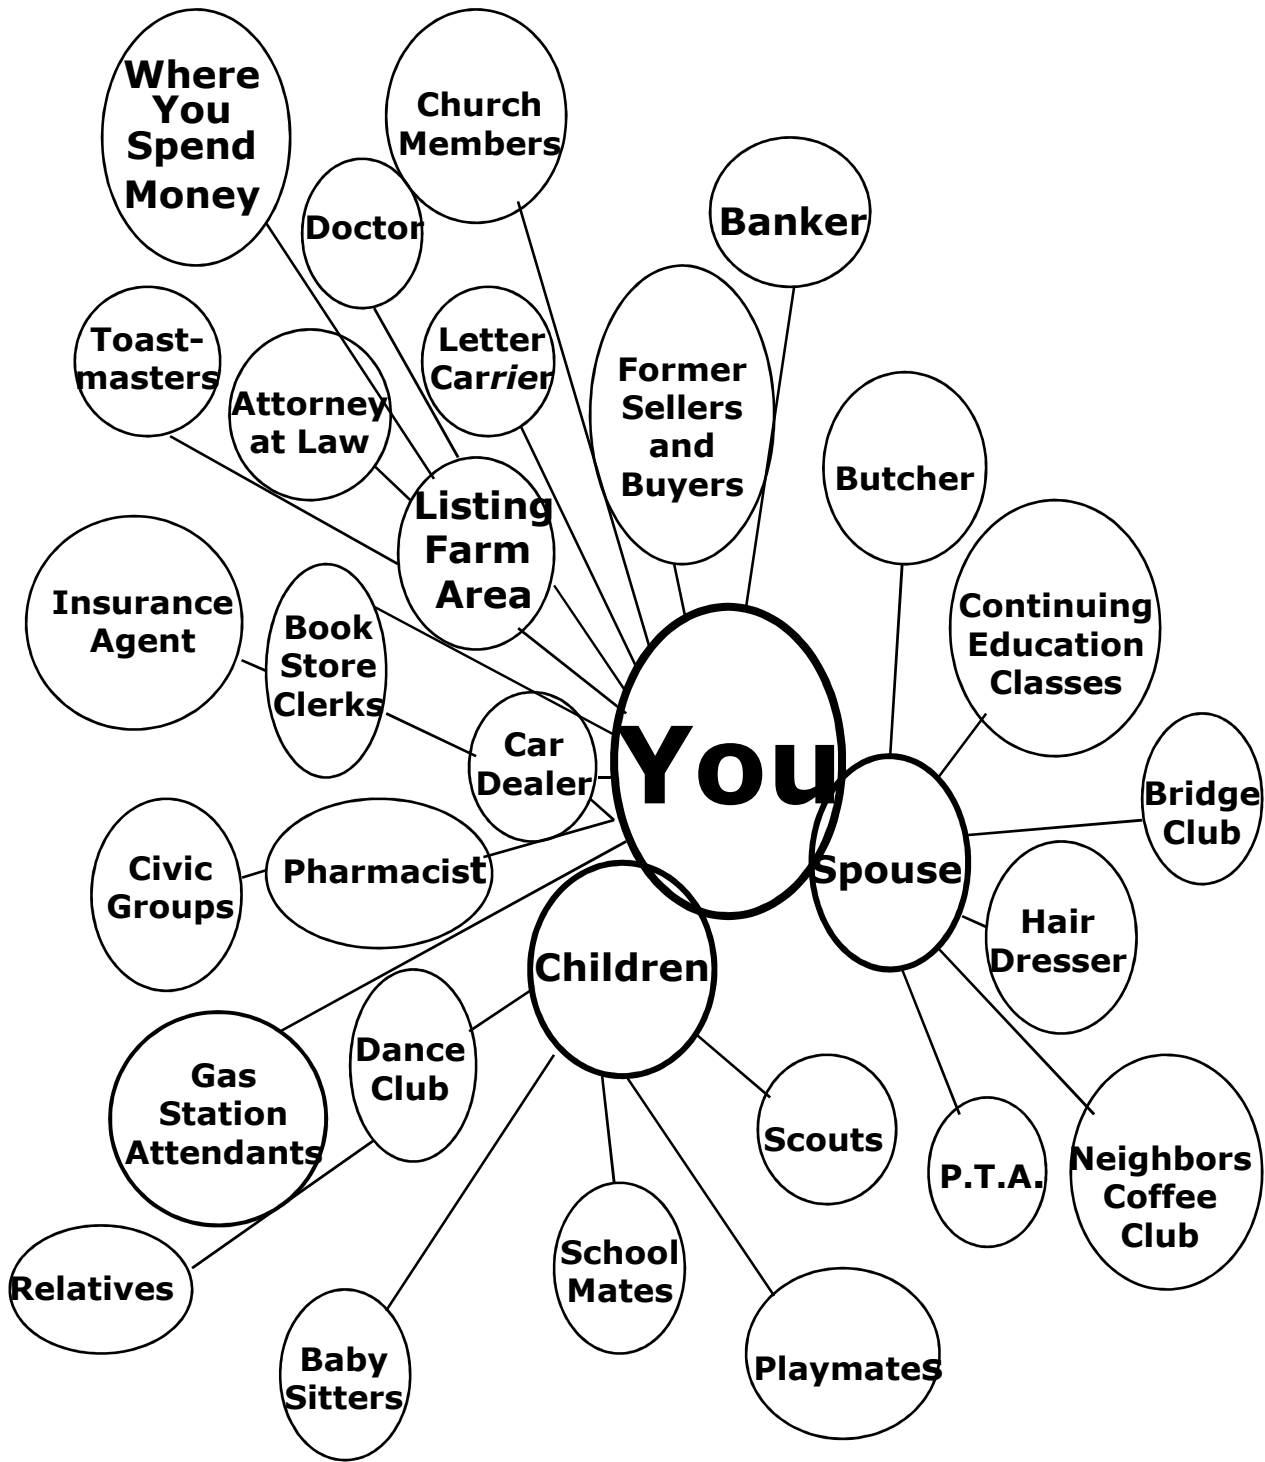 Where
You
Spend
Money
Church
Members
Doctor
Banker
Toast-
masters
Letter
Carrier
Attorney
at Law
Former
Sellers
and
Buyers
Butcher
Listing
Farm
Area
Insurance
Agent
Book
Store
Clerks
Continuing
Education
Classes
Car
Dealer
You
Bridge
Club
Civic
Groups
Pharmacist
Spouse
Hair
Dresser
Children
Gas
Station
Attendants
Dance
Club
Scouts
P.T.A.
Neighbors
Coffee
Club
Relatives
School
Mates
Baby
Sitters
Playmates